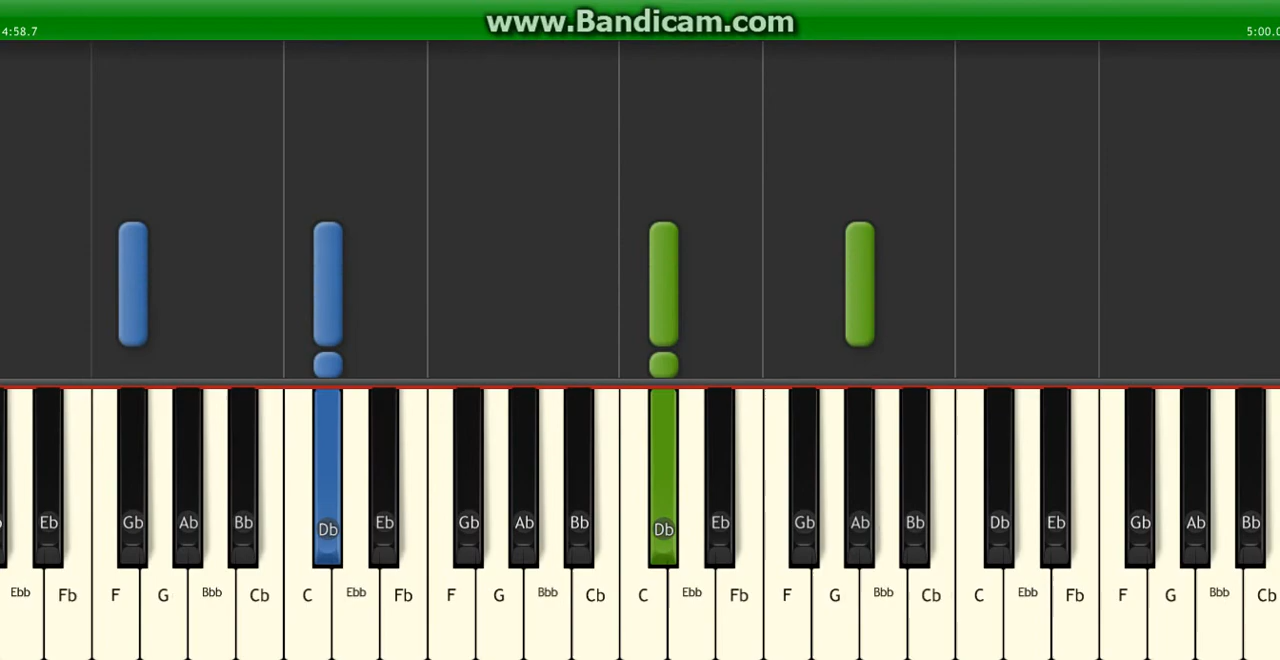 www.Bandicam.com
4:58.7 5:00.0
Eb Gb Ab Bb Db Eb Gb Ab Bb Db Eb Gb Ab Bb Db Eb Gb Ab Bb
Ebb Fb F G Bbb Cb C Ebb Fb F G Bbb Cb C Ebb Fb F G Bbb Cb C Ebb Fb F G Bbb Cb